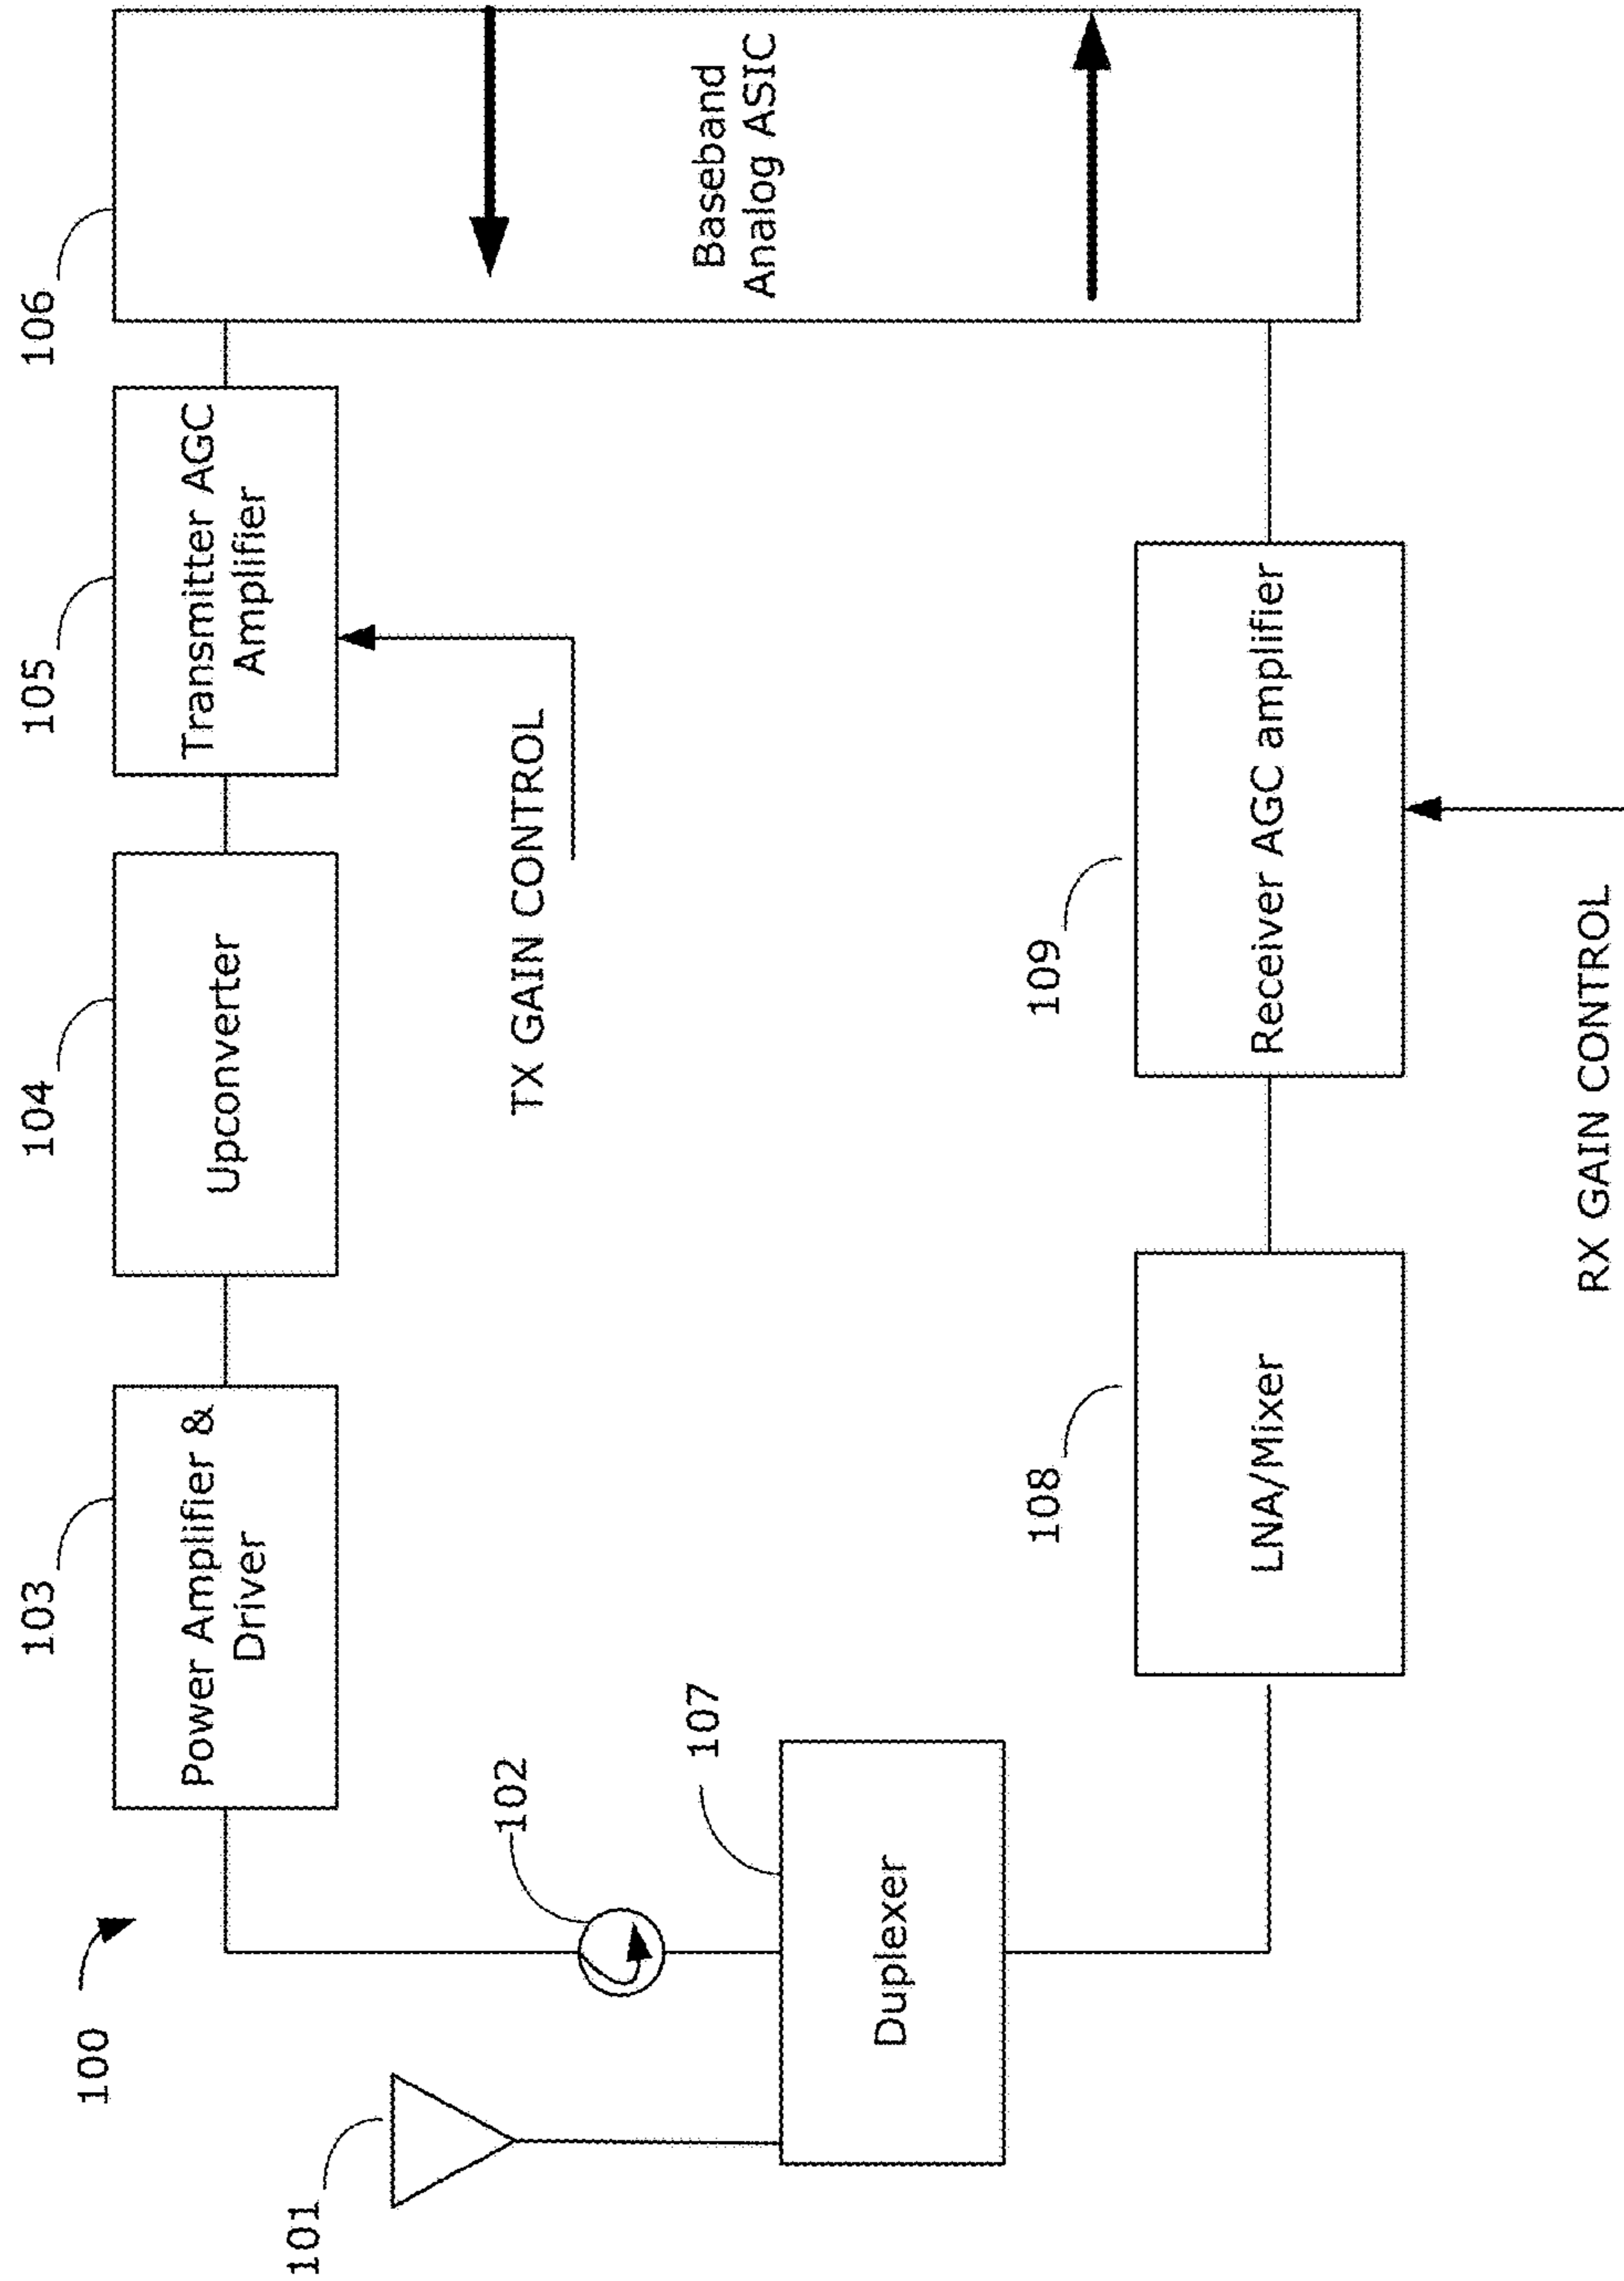 100
101
102
103
Power Amplifier &
Driver
104
Upconverter
105
Transmitter AGC
Amplifier
106
Baseband
Analog ASIC
TX GAIN CONTROL
107
Duplexer
108
LNA/Mixer
109
Receiver AGC amplifier
RX GAIN CONTROL